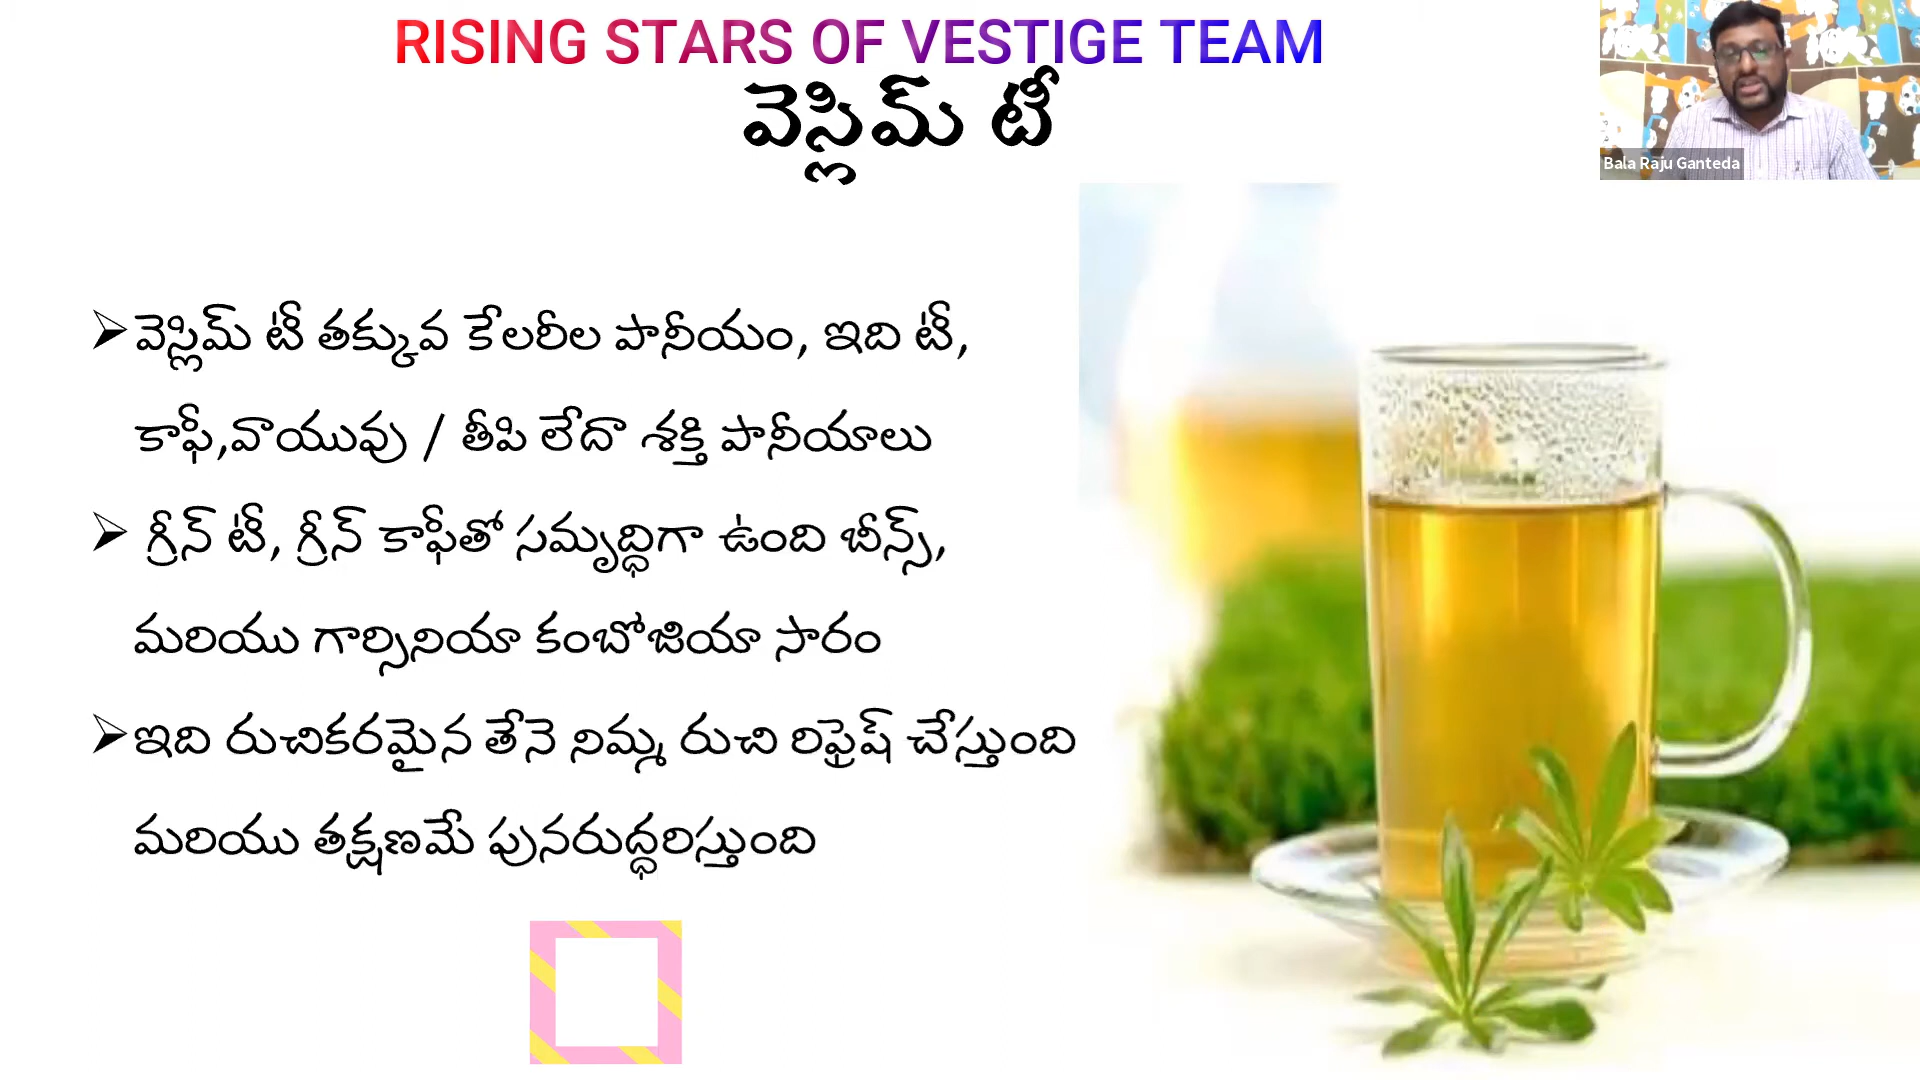 RISING STARS OF VESTIGE TEAM
వెస్లిమ్ టీ
Bala Raju Ganteda
➢వెస్లిమ్ టీ తక్కువ కేలరీల పానీయం, ఇది టీ,
కాఫీ,వాయువు / తీపి లేదా శక్తి పానీయాలు
➢ గ్రీన్ టీ, గ్రీన్ కాఫీతో సమృద్ధిగా ఉంది బీన్స్,
మరియు గార్సినియా కంబోజియా సారం
➢ఇది రుచికరమైన తేనె నిమ్మ రుచి రిఫ్రెష్ చేస్తుంది
మరియు తక్షణమే పునరుద్ధరిస్తుంది